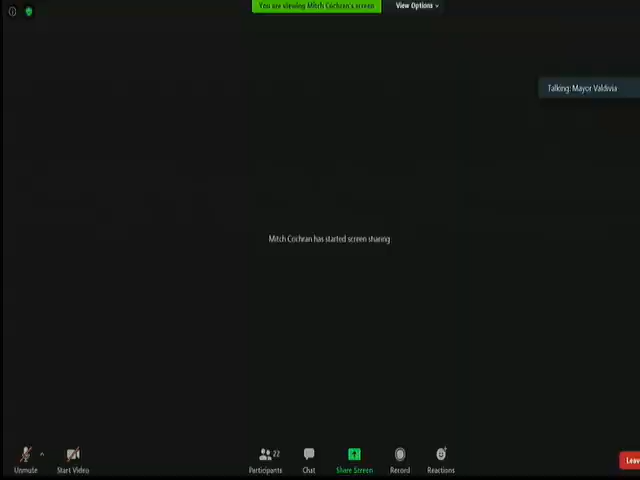 You are viewing Mitch Cochran's screen
View Options
Talking: Mayor Valdivia
Mitch Cochran has started screen sharing
22
Unmute
Start Video
Participants
Chat
Share Screen
Record
Reactions
Leav